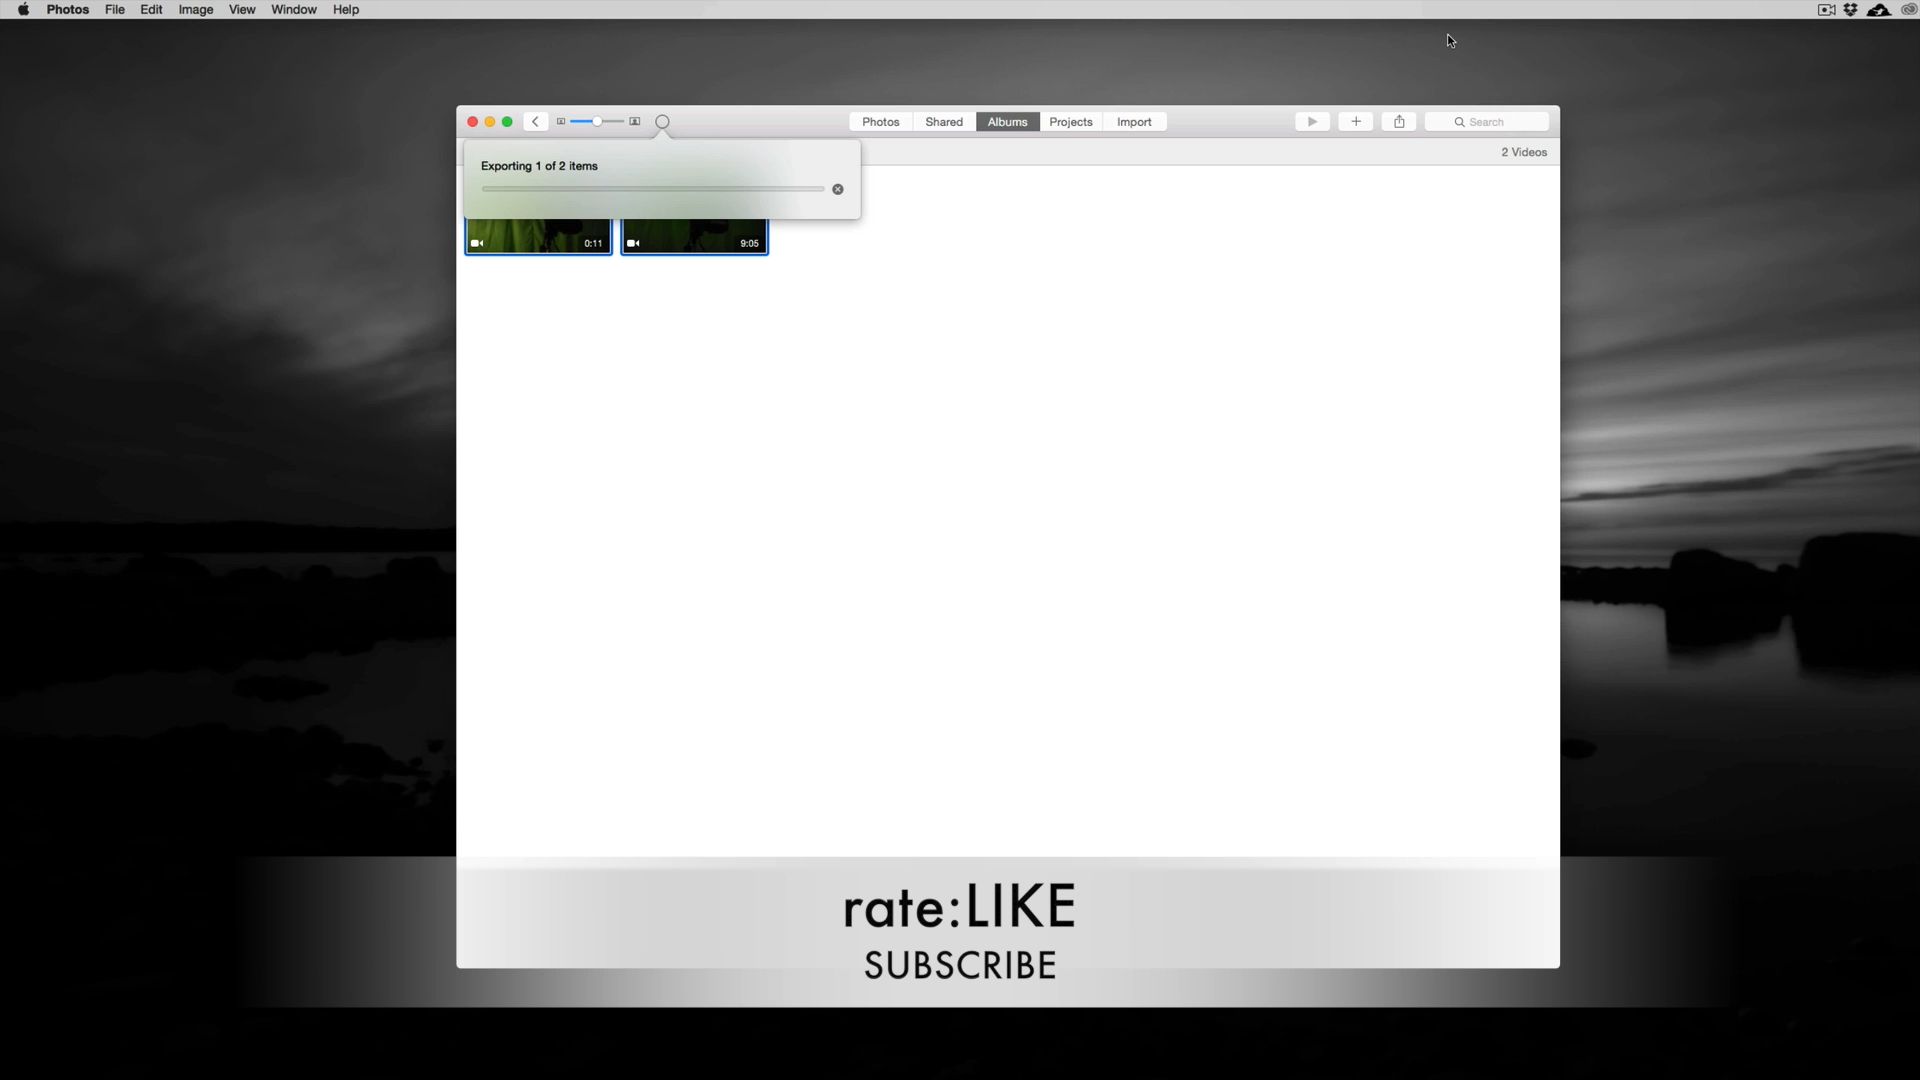 Photos File Edit Image View Window Help
Photos Shared Albums Projects Import Search
Exporting 1 of 2 items
2 Videos
0:11 9:05
rate:LIKE
SUBSCRIBE